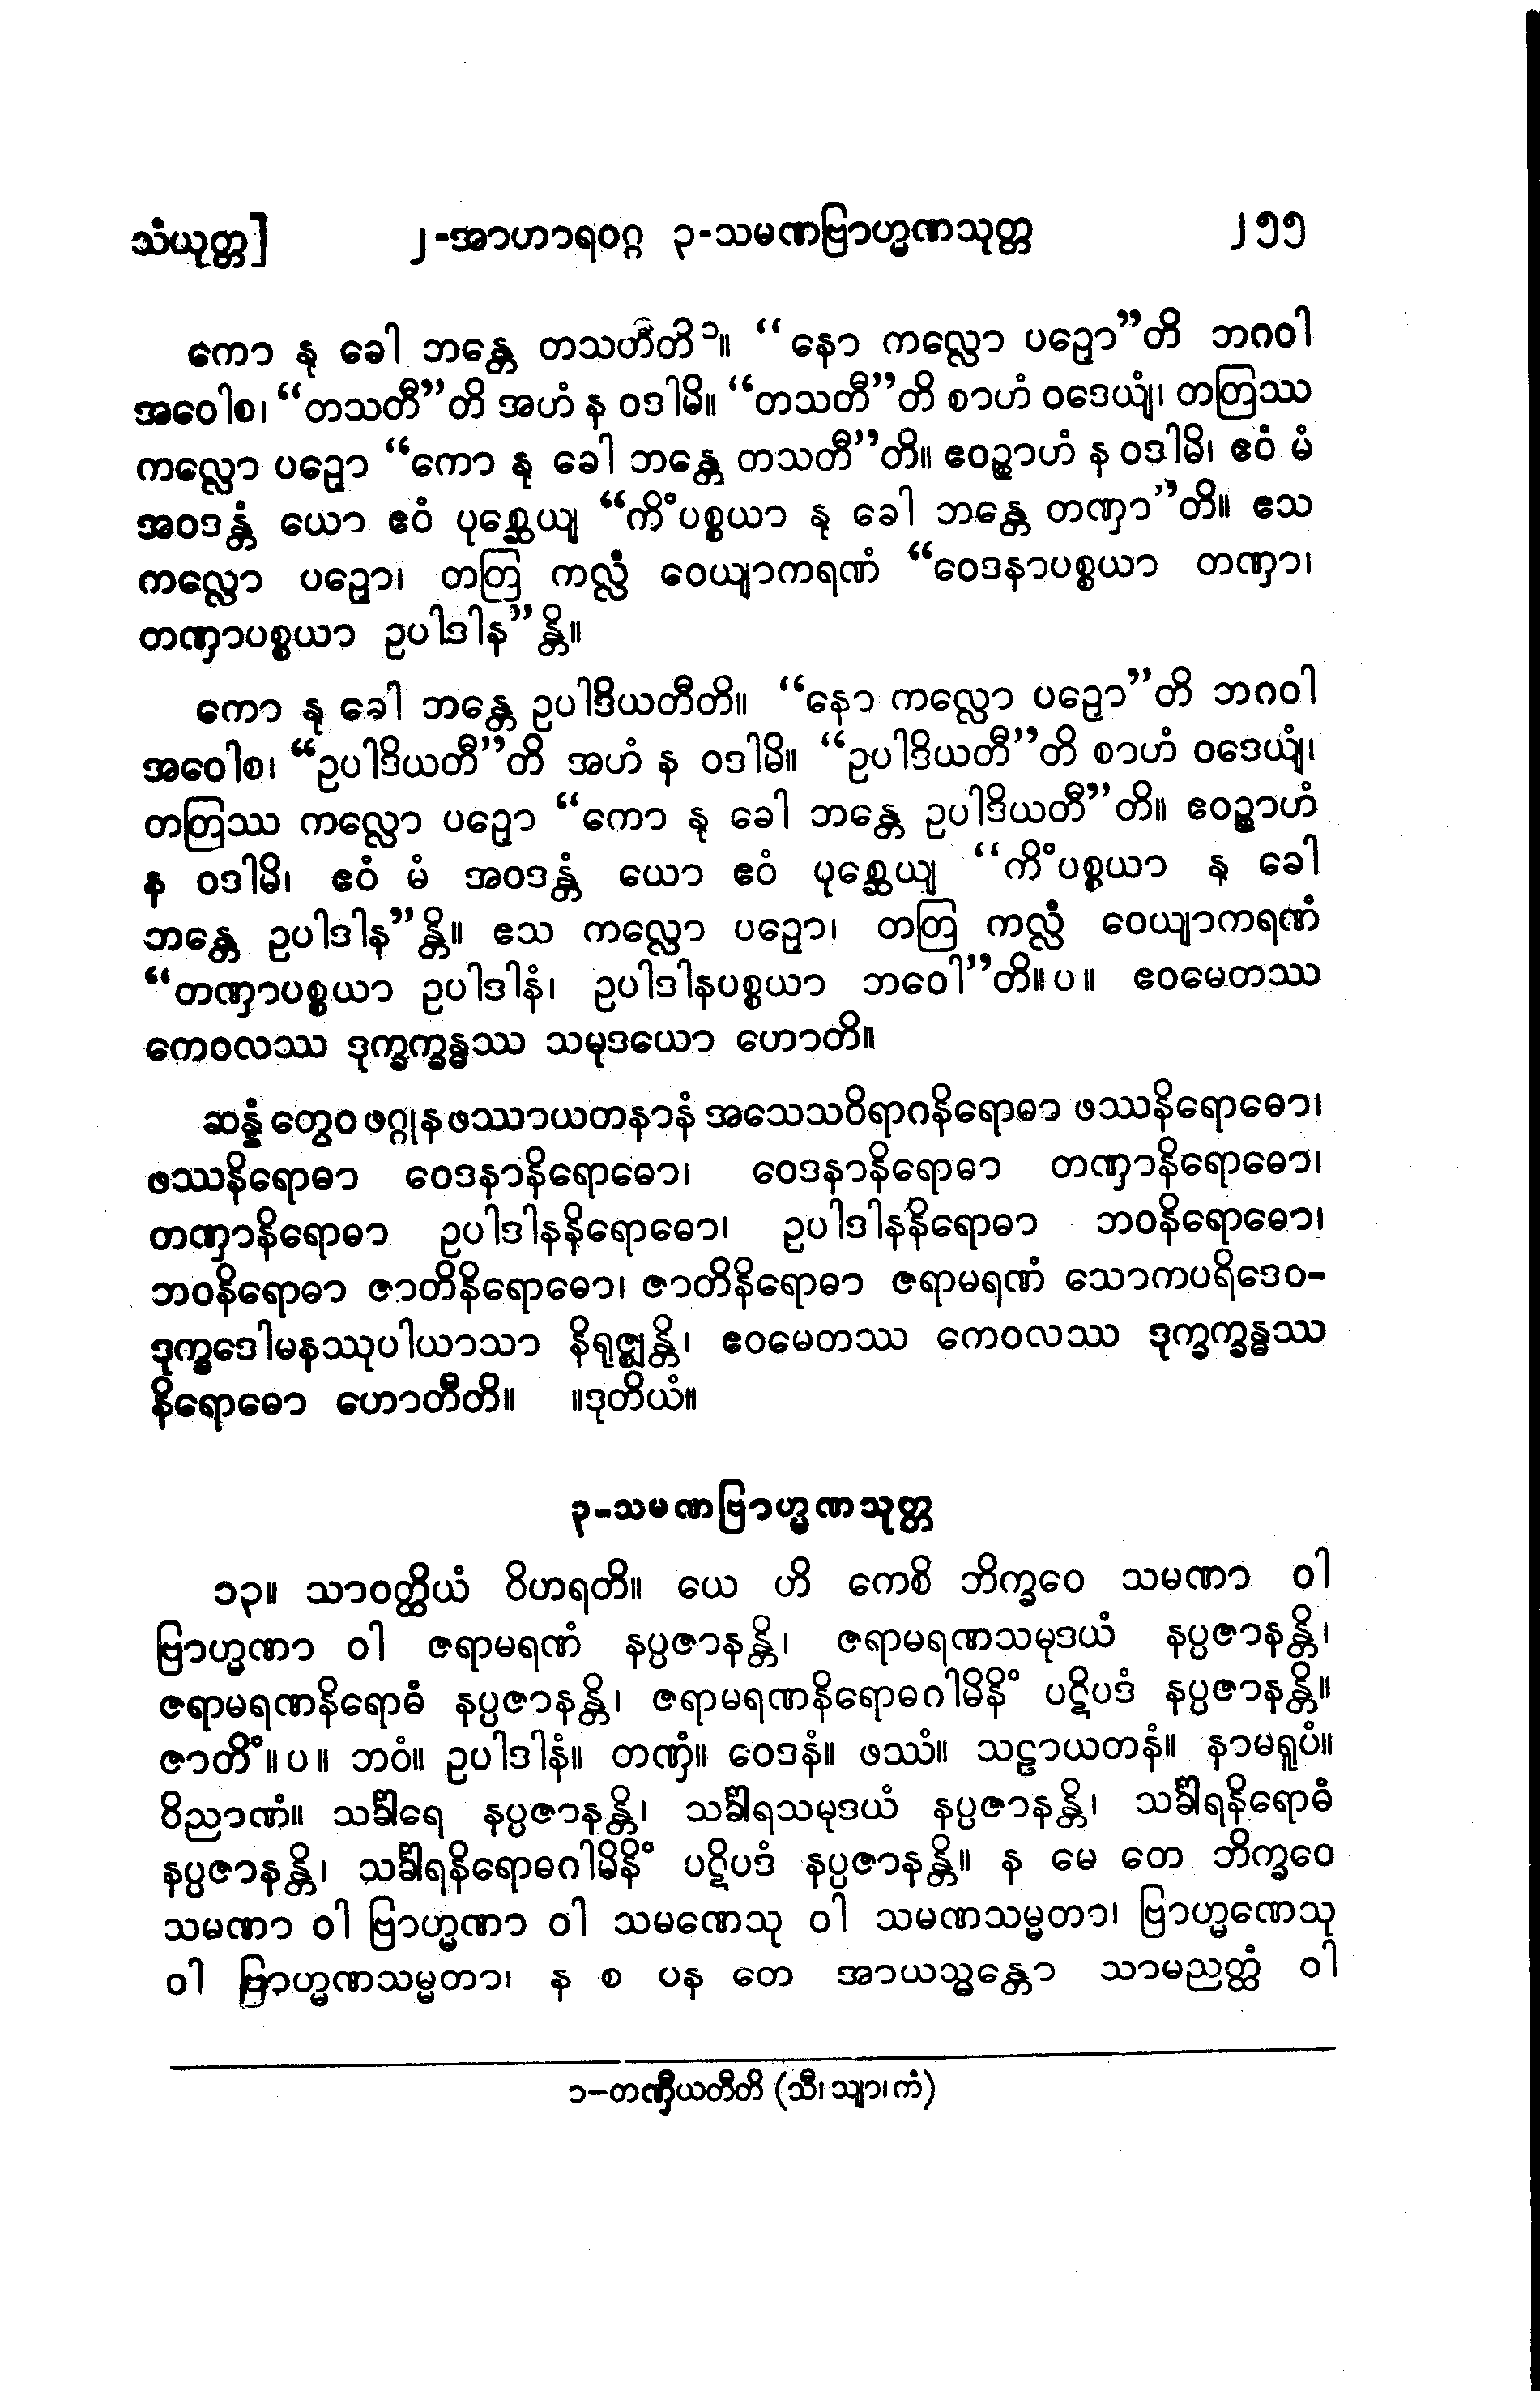 သံယုတ္တ] ၂-အာဟာရဝဂ္ဂ ၃-သမဏဗြာဟ္မဏသုတ္တ ၂၅၅
ကော နု ခေါ ဘန္တေ တသတီတိ ၁။ “နော ကလ္လော ပဉှော”တိ ဘဂဝါ
အဝေါစ၊ “တသတီ”တိ အဟံ န ဝဒါမိ။ “တသတီ”တိ စာဟံ ဝဒေယျံ၊ တတြဿ
ကလ္လော ပဉှော “ကော နု ခေါ ဘန္တေ တသတီ”တိ။ ဧဝဉ္စာဟံ န ဝဒါမိ၊ ဧဝံ မံ
အဝဒန္တံ ယော ဧဝံ ပုစ္ဆေယျ “ကိံပစ္စယာ နု ခေါ ဘန္တေ တဏှာ”တိ။ ဧသ
ကလ္လော ပဉှော၊ တတြ ကလ္လံ ဝေယျာကရဏံ “ဝေဒနာပစ္စယာ တဏှာ၊
တဏှာပစ္စယာ ဥပါဒါန”န္တိ။
ကော နု ခေါ ဘန္တေ ဥပါဒိယတီတိ။ “နော ကလ္လော ပဉှော”တိ ဘဂဝါ
အဝေါစ၊ “ဥပါဒိယတီ”တိ အဟံ န ဝဒါမိ။ “ဥပါဒိယတီ”တိ စာဟံ ဝဒေယျံ၊
တတြဿ ကလ္လော ပဉှော “ကော နု ခေါ ဘန္တေ ဥပါဒိယတီ”တိ။ ဧဝဉ္စာဟံ
န ဝဒါမိ၊ ဧဝံ မံ အဝဒန္တံ ယော ဧဝံ ပုစ္ဆေယျ “ကိံပစ္စယာ နု ခေါ
ဘန္တေ ဥပါဒါန”န္တိ။ ဧသ ကလ္လော ပဉှော၊ တတြ ကလ္လံ ဝေယျာကရဏံ
“တဏှာပစ္စယာ ဥပါဒါနံ၊ ဥပါဒါနပစ္စယာ ဘဝေါ”တိ။ပ။ ဧဝမေတဿ
ကေဝလဿ ဒုက္ခက္ခန္ဓဿ သမုဒယော ဟောတိ။
ဆန္နံ တွေဝ ဖဂ္ဂုန ဖဿာယတနာနံ အသေသဝိရာဂနိရောဓာ ဖဿနိရောဓော၊
ဖဿနိရောဓာ ဝေဒနာနိရောဓော၊ ဝေဒနာနိရောဓာ တဏှာနိရောဓော၊
တဏှာနိရောဓာ ဥပါဒါနနိရောဓော၊ ဥပါဒါနနိရောဓာ ဘဝနိရောဓော၊
ဘဝနိရောဓာ ဇာတိနိရောဓော၊ ဇာတိနိရောဓာ ဇရာမရဏံ သောကပရိဒေဝ-
ဒုက္ခဒေါမနဿုပါယာသာ နိရုဇ္ဈန္တိ၊ ဧဝမေတဿ ကေဝလဿ ဒုက္ခက္ခန္ဓဿ
နိရောဓော ဟောတီတိ။ ။ဒုတိယံ။
၃-သမဏဗြာဟ္မဏသုတ္တ
၁၃။ သာဝတ္ထိယံ ဝိဟရတိ။ ယေ ဟိ ကေစိ ဘိက္ခဝေ သမဏာ ဝါ
ဗြာဟ္မဏာ ဝါ ဇရာမရဏံ နပ္ပဇာနန္တိ၊ ဇရာမရဏသမုဒယံ နပ္ပဇာနန္တိ၊
ဇရာမရဏနိရောဓံ နပ္ပဇာနန္တိ၊ ဇရာမရဏနိရောဓဂါမိနိံ ပဋိပဒံ နပ္ပဇာနန္တိ။
ဇာတိံ။ပ။ ဘဝံ။ ဥပါဒါနံ။ တဏှံ။ ဝေဒနံ။ ဖဿံ။ သဠာယတနံ။ နာမရူပံ။
ဝိညာဏံ။ သင်္ခါရေ နပ္ပဇာနန္တိ၊ သင်္ခါရသမုဒယံ နပ္ပဇာနန္တိ၊ သင်္ခါရနိရောဓံ
နပ္ပဇာနန္တိ၊ သင်္ခါရနိရောဓဂါမိနိံ ပဋိပဒံ နပ္ပဇာနန္တိ။ န မေ တေ ဘိက္ခဝေ
သမဏာ ဝါ ဗြာဟ္မဏာ ဝါ သမဏေသု ဝါ သမဏသမ္မတာ၊ ဗြာဟ္မဏေသု
ဝါ ဗြာဟ္မဏသမ္မတာ၊ န စ ပန တေ အာယသ္မန္တော သာမညတ္ထံ ဝါ
၁-တဏှီယတီတိ (သီ၊ သျာ၊ ကံ)